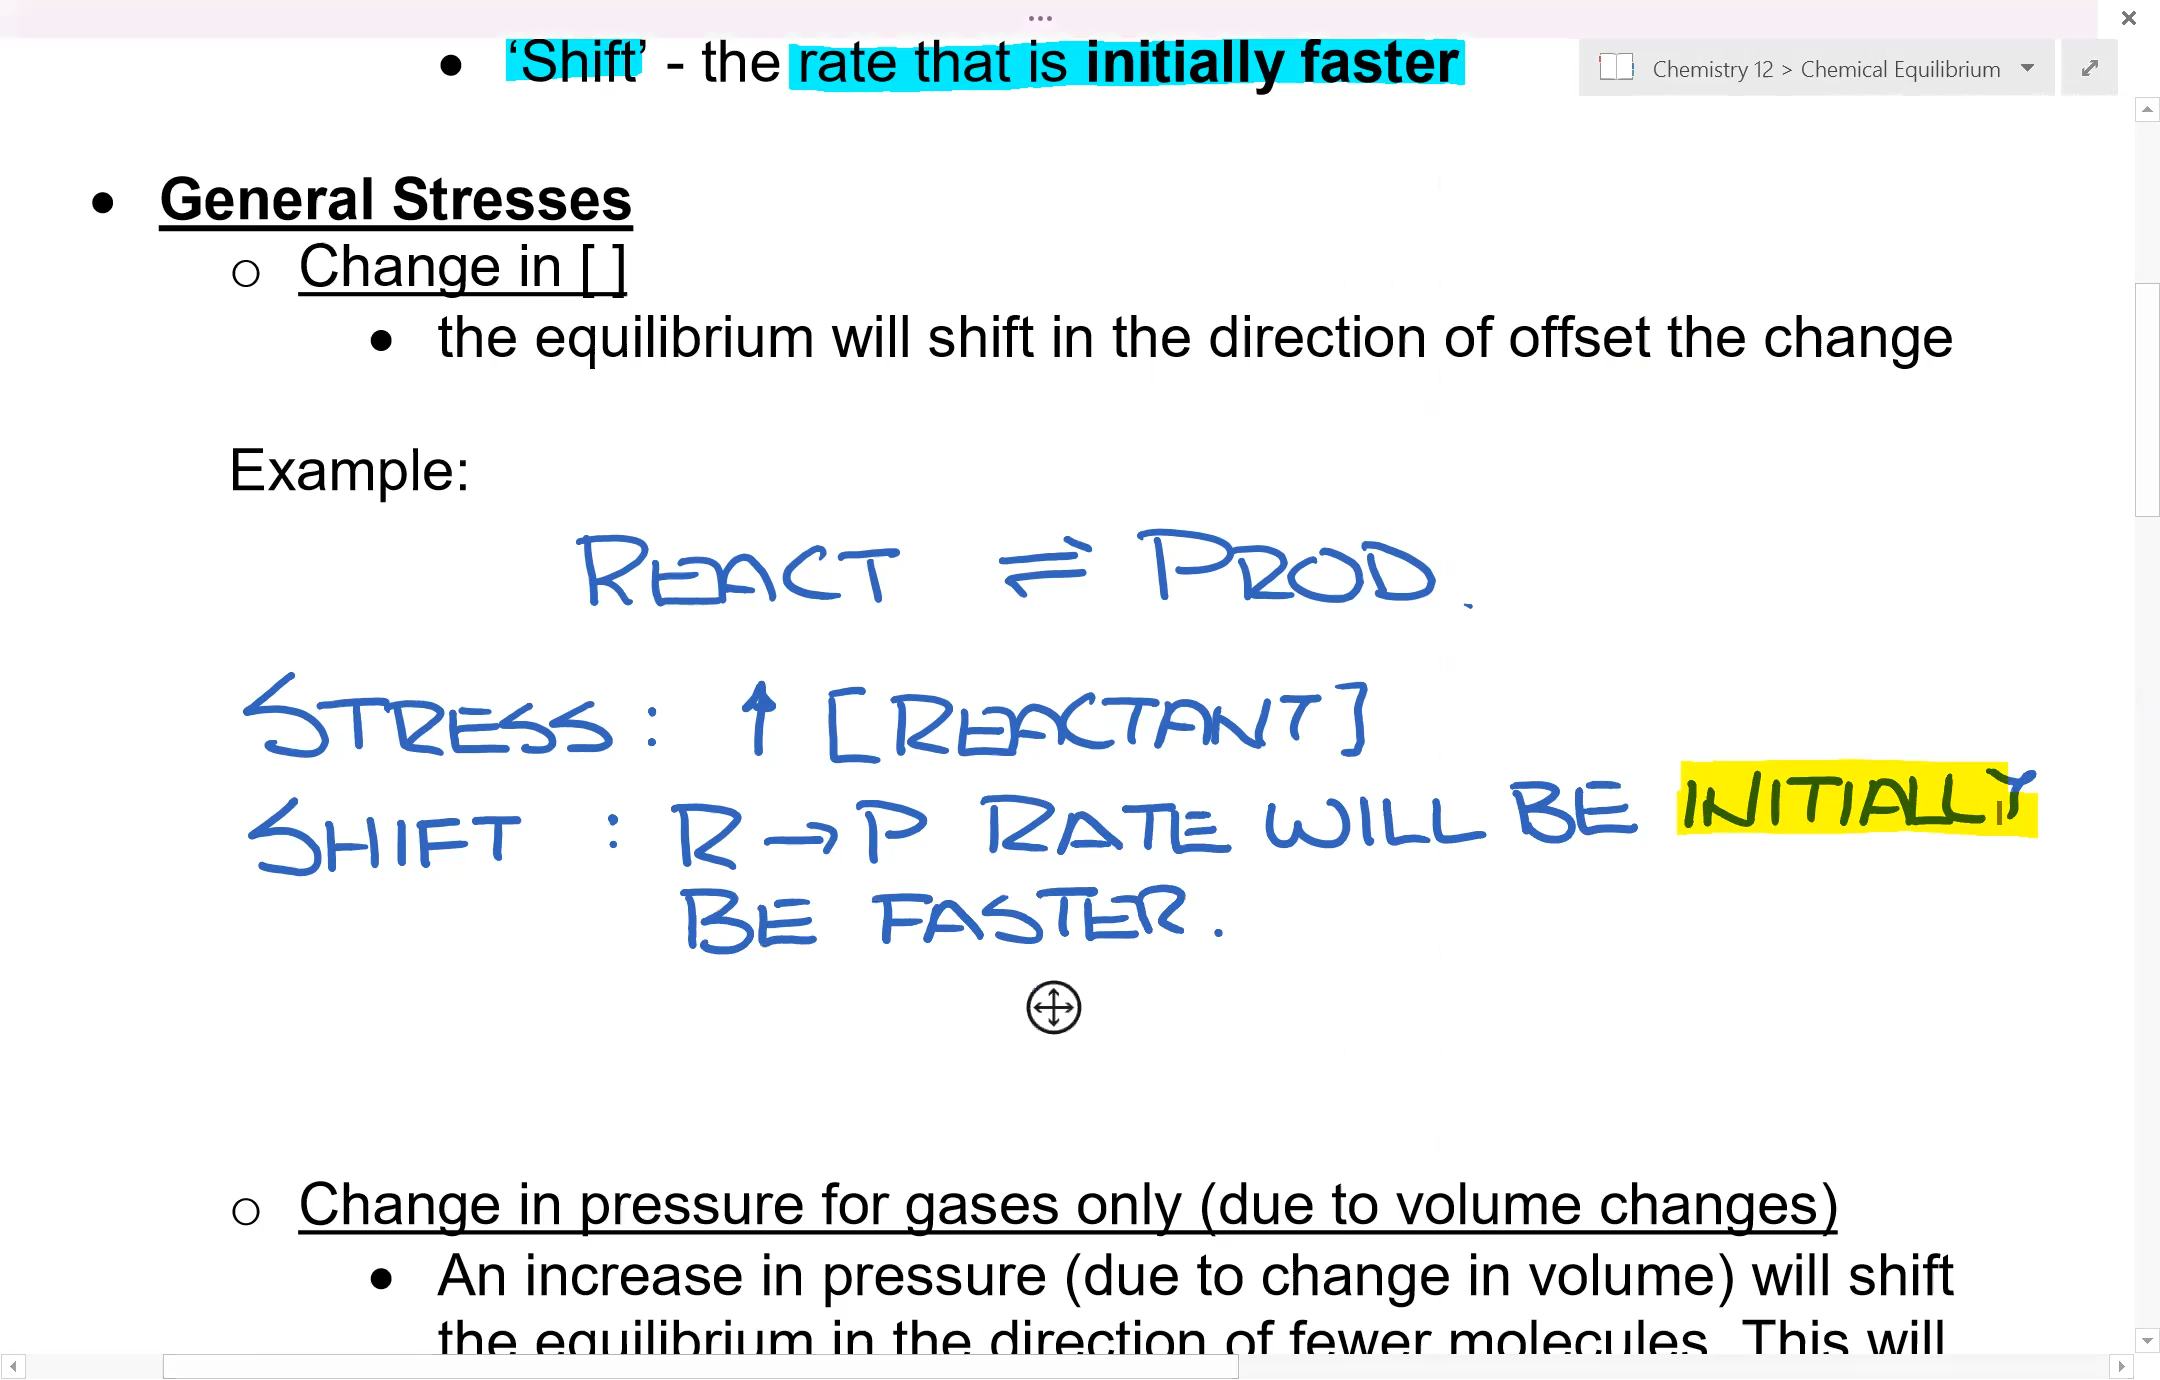 ...
• ‘Shift’ - the rate that is initially faster
Chemistry 12 > Chemical Equilibrium
• General Stresses
○ Change in [ ]
• the equilibrium will shift in the direction of offset the change
Example:
REACT ⇌ PROD.
STRESS: ↑ [REACTANT]
SHIFT : R → P RATE WILL BE INITIALLY
BE FASTER.
○ Change in pressure for gases only (due to volume changes)
• An increase in pressure (due to change in volume) will shift
the equilibrium in the direction of fewer molecules. This will